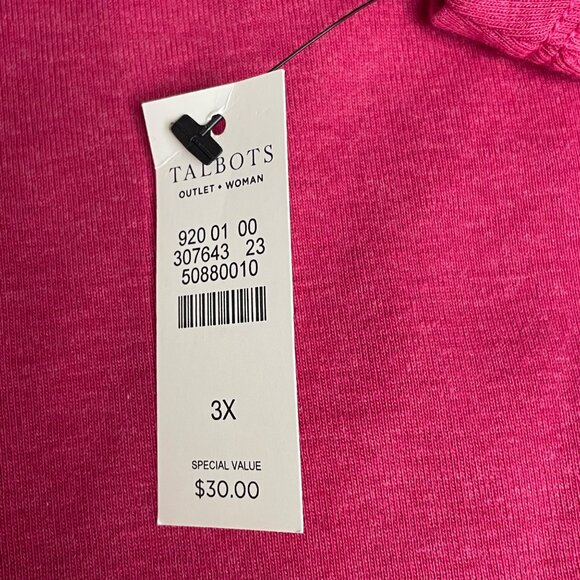 TALBOTS
OUTLET + WOMAN
920 01 00
307643 23
50880010
3X
SPECIAL VALUE
$30.00